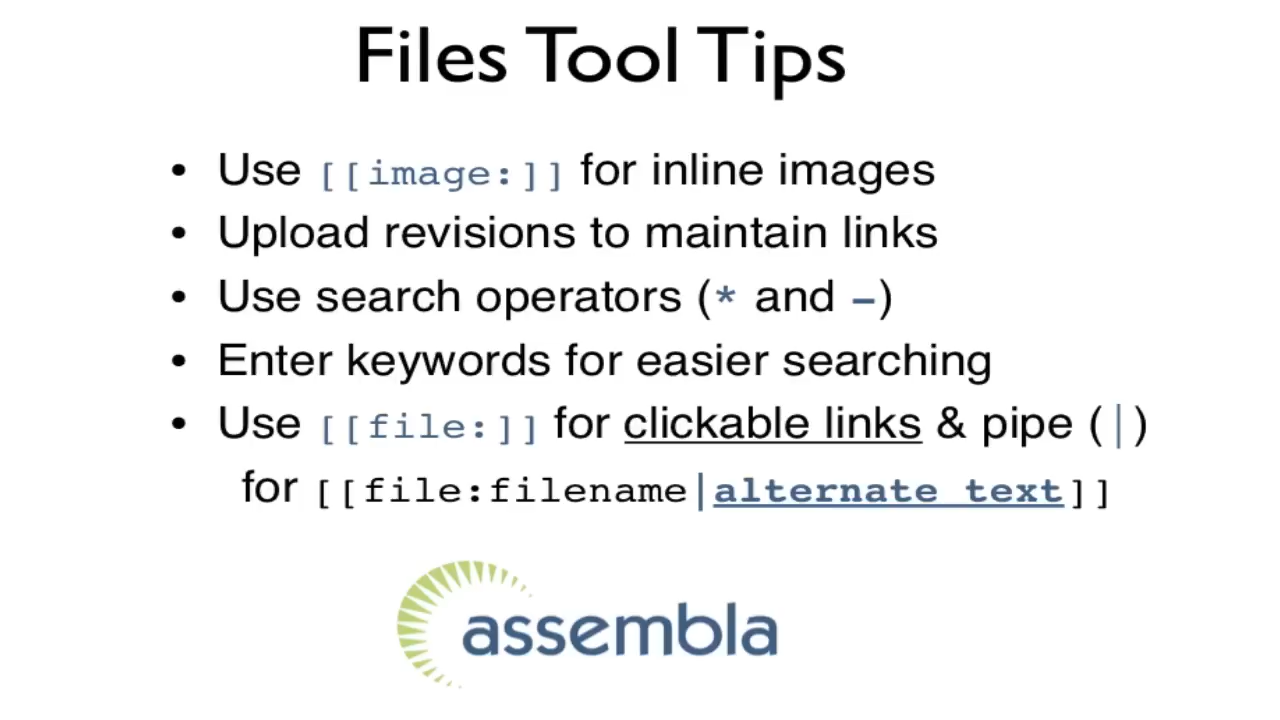 Files Tool Tips
• Use [[image:]] for inline images
• Upload revisions to maintain links
• Use search operators (* and –)
• Enter keywords for easier searching
• Use [[file:]] for clickable links & pipe (|)
for [[file:filename|alternate text]]
assembla